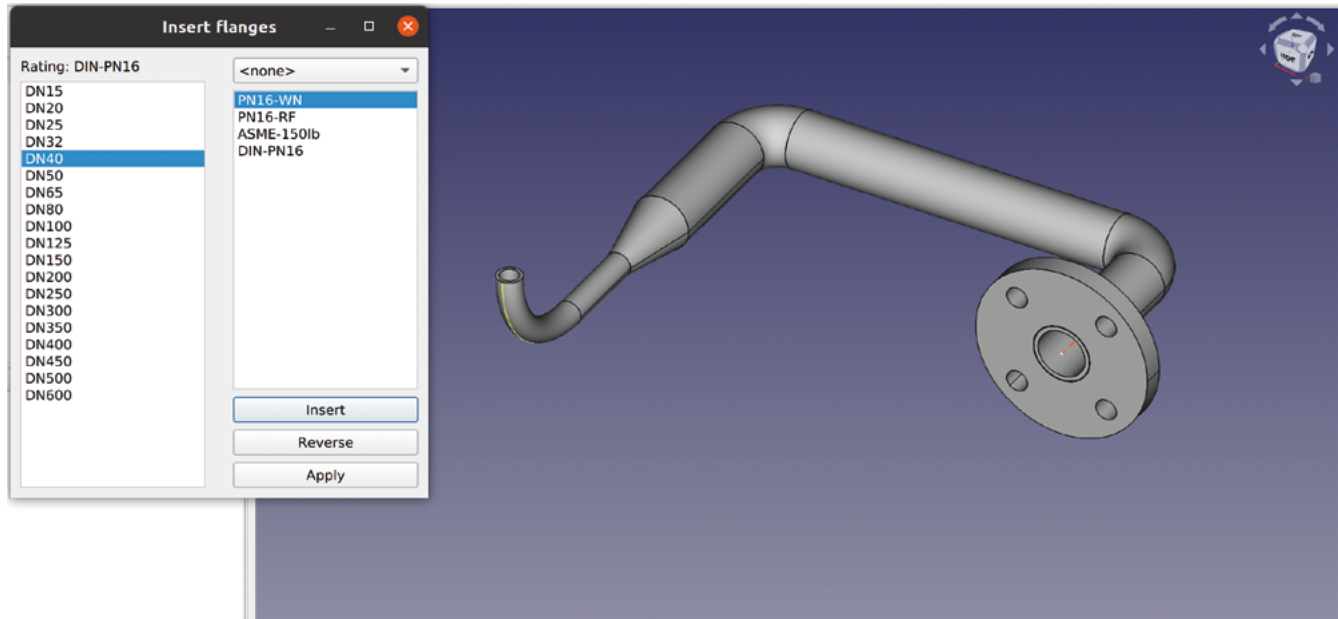 Insert flanges
Rating: DIN-PN16
DN15
DN20
DN25
DN32
DN40
DN50
DN65
DN80
DN100
DN125
DN150
DN200
DN250
DN300
DN350
DN400
DN450
DN500
DN600
<none>
PN16-WN
PN16-RF
ASME-150lb
DIN-PN16
Insert
Reverse
Apply